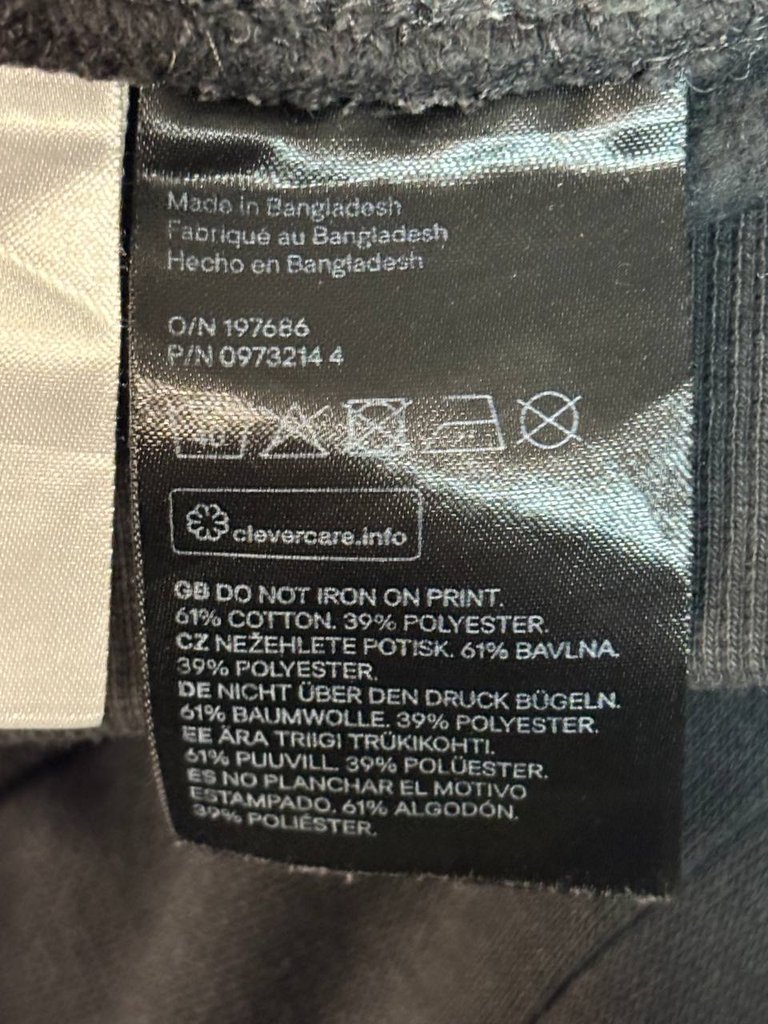 Made in Bangladesh
Fabriqué au Bangladesh
Hecho en Bangladesh
O/N 197686
P/N 0973214 4
40
clevercare.info
GB DO NOT IRON ON PRINT.
61% COTTON. 39% POLYESTER.
CZ NEŽEHLETE POTISK. 61% BAVLNA.
39% POLYESTER.
DE NICHT ÜBER DEN DRUCK BÜGELN.
61% BAUMWOLLE. 39% POLYESTER.
EE ÄRA TRIIGI TRÜKIKOHTI.
61% PUUVILL. 39% POLÜESTER.
ES NO PLANCHAR EL MOTIVO
ESTAMPADO. 61% ALGODÓN.
39% POLIÉSTER.